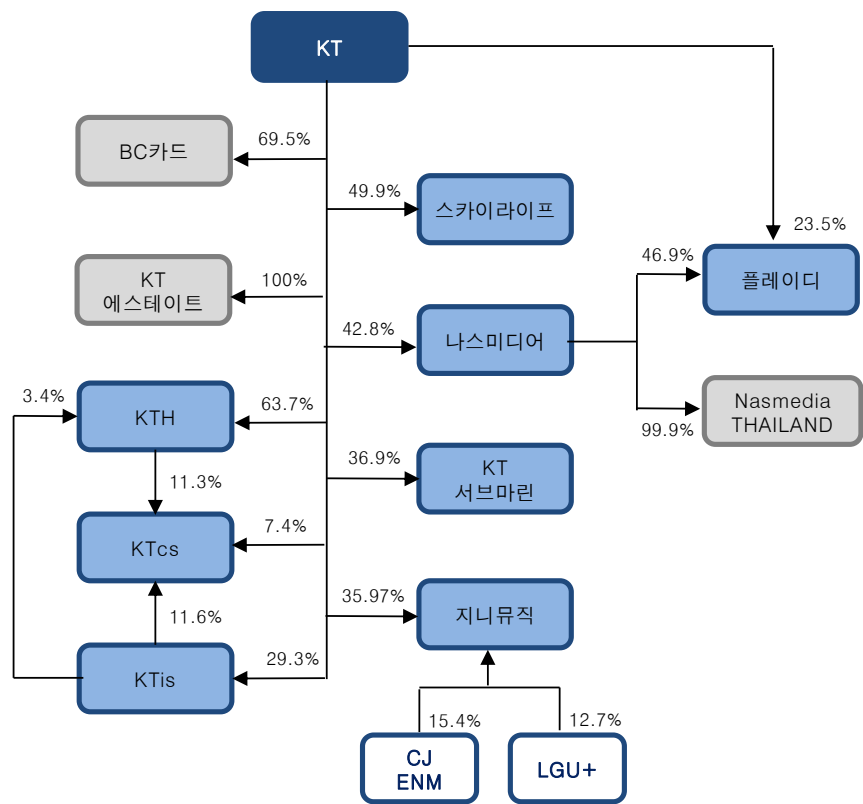 KT
BC카드
69.5%
49.9%
스카이라이프
23.5%
46.9%
플레이디
KT
에스테이트
100%
42.8%
나스미디어
3.4%
KTH
63.7%
99.9%
Nasmedia
THAILAND
36.9%
KT
서브마린
11.3%
KTcs
7.4%
11.6%
35.97%
지니뮤직
KTis
29.3%
15.4%
12.7%
CJ
ENM
LGU+